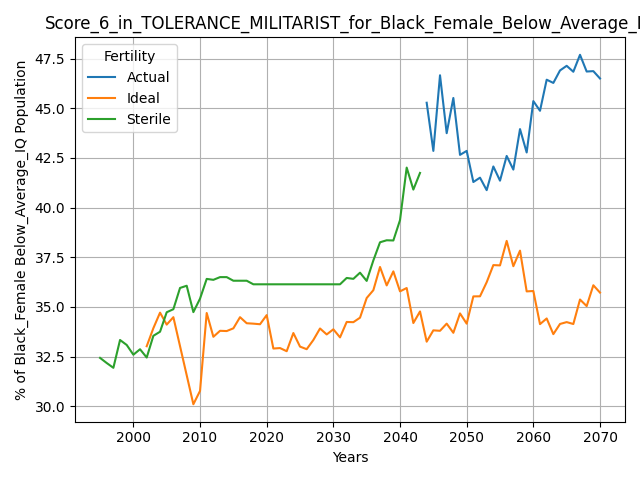 Score_6_in_TOLERANCE_MILITARIST_for_Black_Female_Below_Average_I
Fertility
Actual
Ideal
Sterile
% of Black_Female Below_Average_IQ Population
47.5
45.0
42.5
40.0
37.5
35.0
32.5
30.0
2000 2010 2020 2030 2040 2050 2060 2070
Years